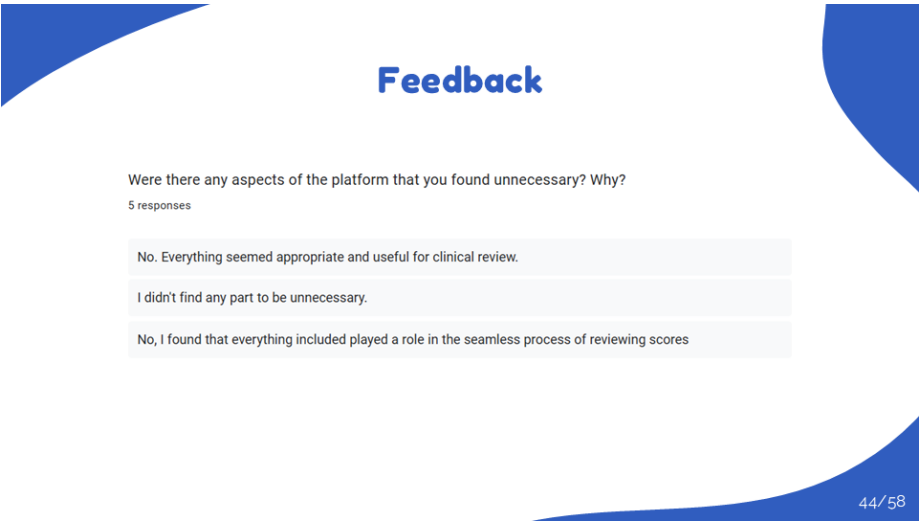 Feedback
Were there any aspects of the platform that you found unnecessary? Why?
5 responses
No. Everything seemed appropriate and useful for clinical review.
I didn't find any part to be unnecessary.
No, I found that everything included played a role in the seamless process of reviewing scores
44/58